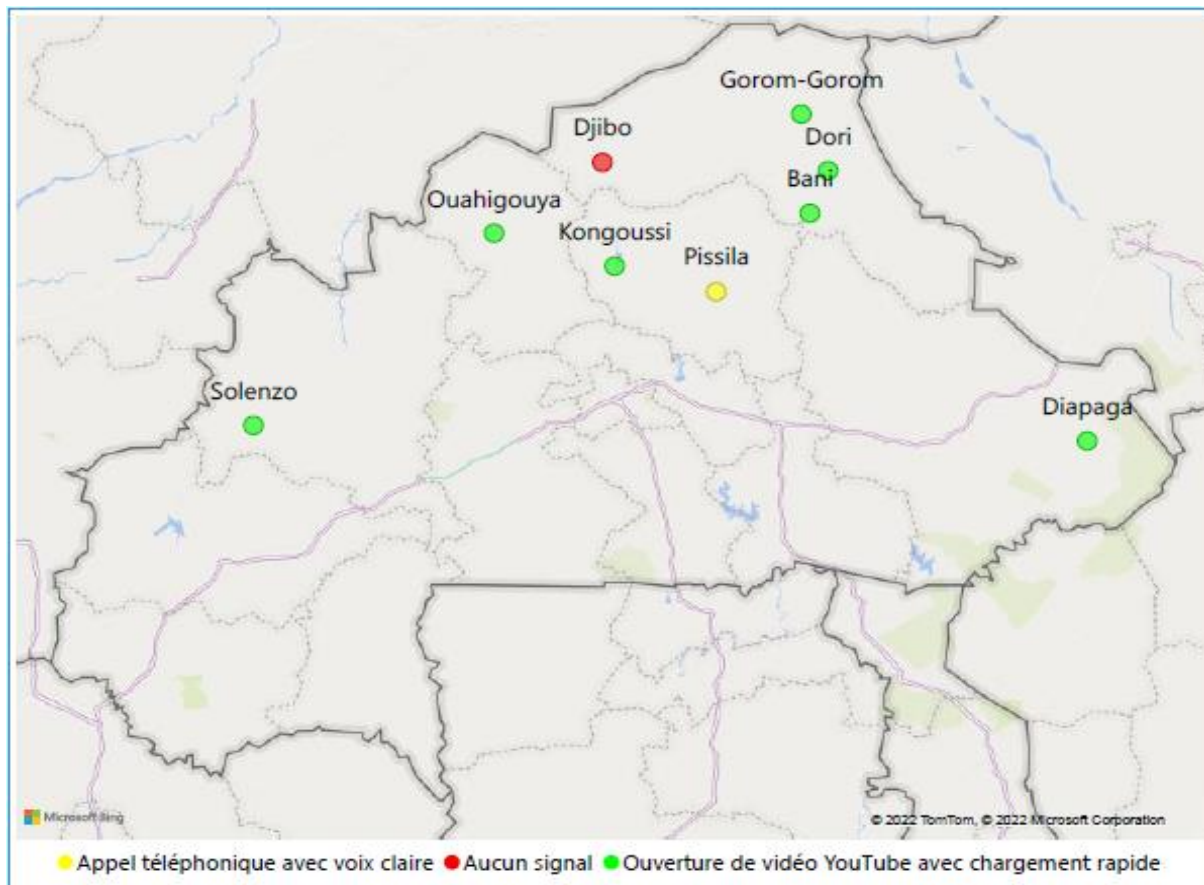 Gorom-Gorom
Djibo
Dori
Bani
Ouahigouya
Kongoussi
Pissila
Solenzo
Diapaga
Microsoft Bing
© 2022 TomTom, © 2022 Microsoft Corporation
Appel téléphonique avec voix claire Aucun signal Ouverture de vidéo YouTube avec chargement rapide